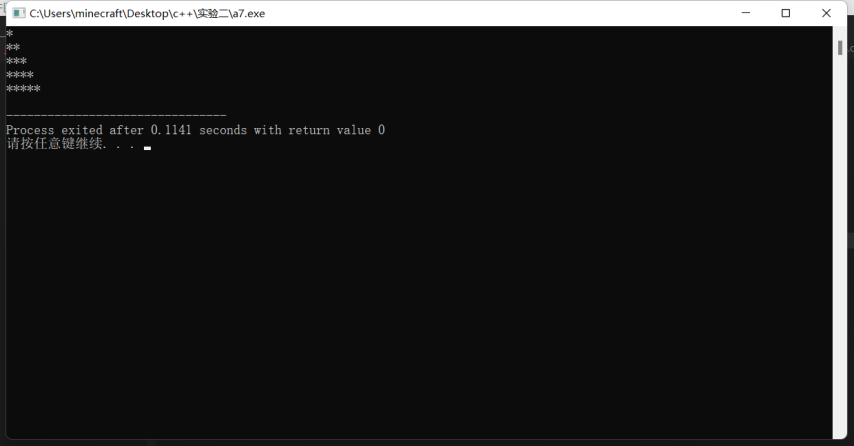 C:\Users\minecraft\Desktop\c++\实验二\a7.exe
*
**
***
****
*****
--------------------------------
Process exited after 0.1141 seconds with return value 0
请按任意键继续. . .